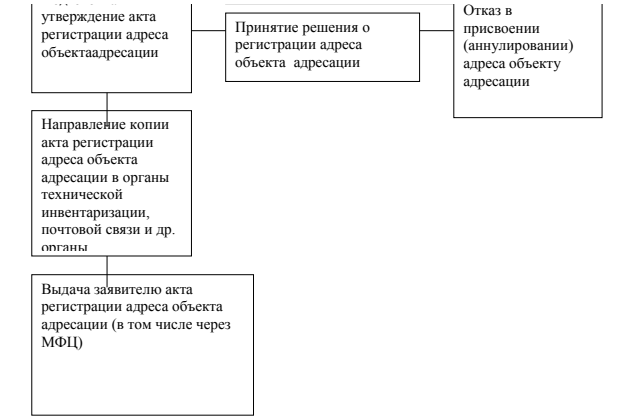 утверждение акта
регистрации адреса
объектаадресации
Принятие решения о
регистрации адреса
объекта адресации
Отказ в
присвоении
(аннулировании)
адреса объекту
адресации
Направление копии
акта регистрации
адреса объекта
адресации в органы
технической
инвентаризации,
почтовой связи и др.
органы
Выдача заявителю акта
регистрации адреса объекта
адресации (в том числе через
МФЦ)